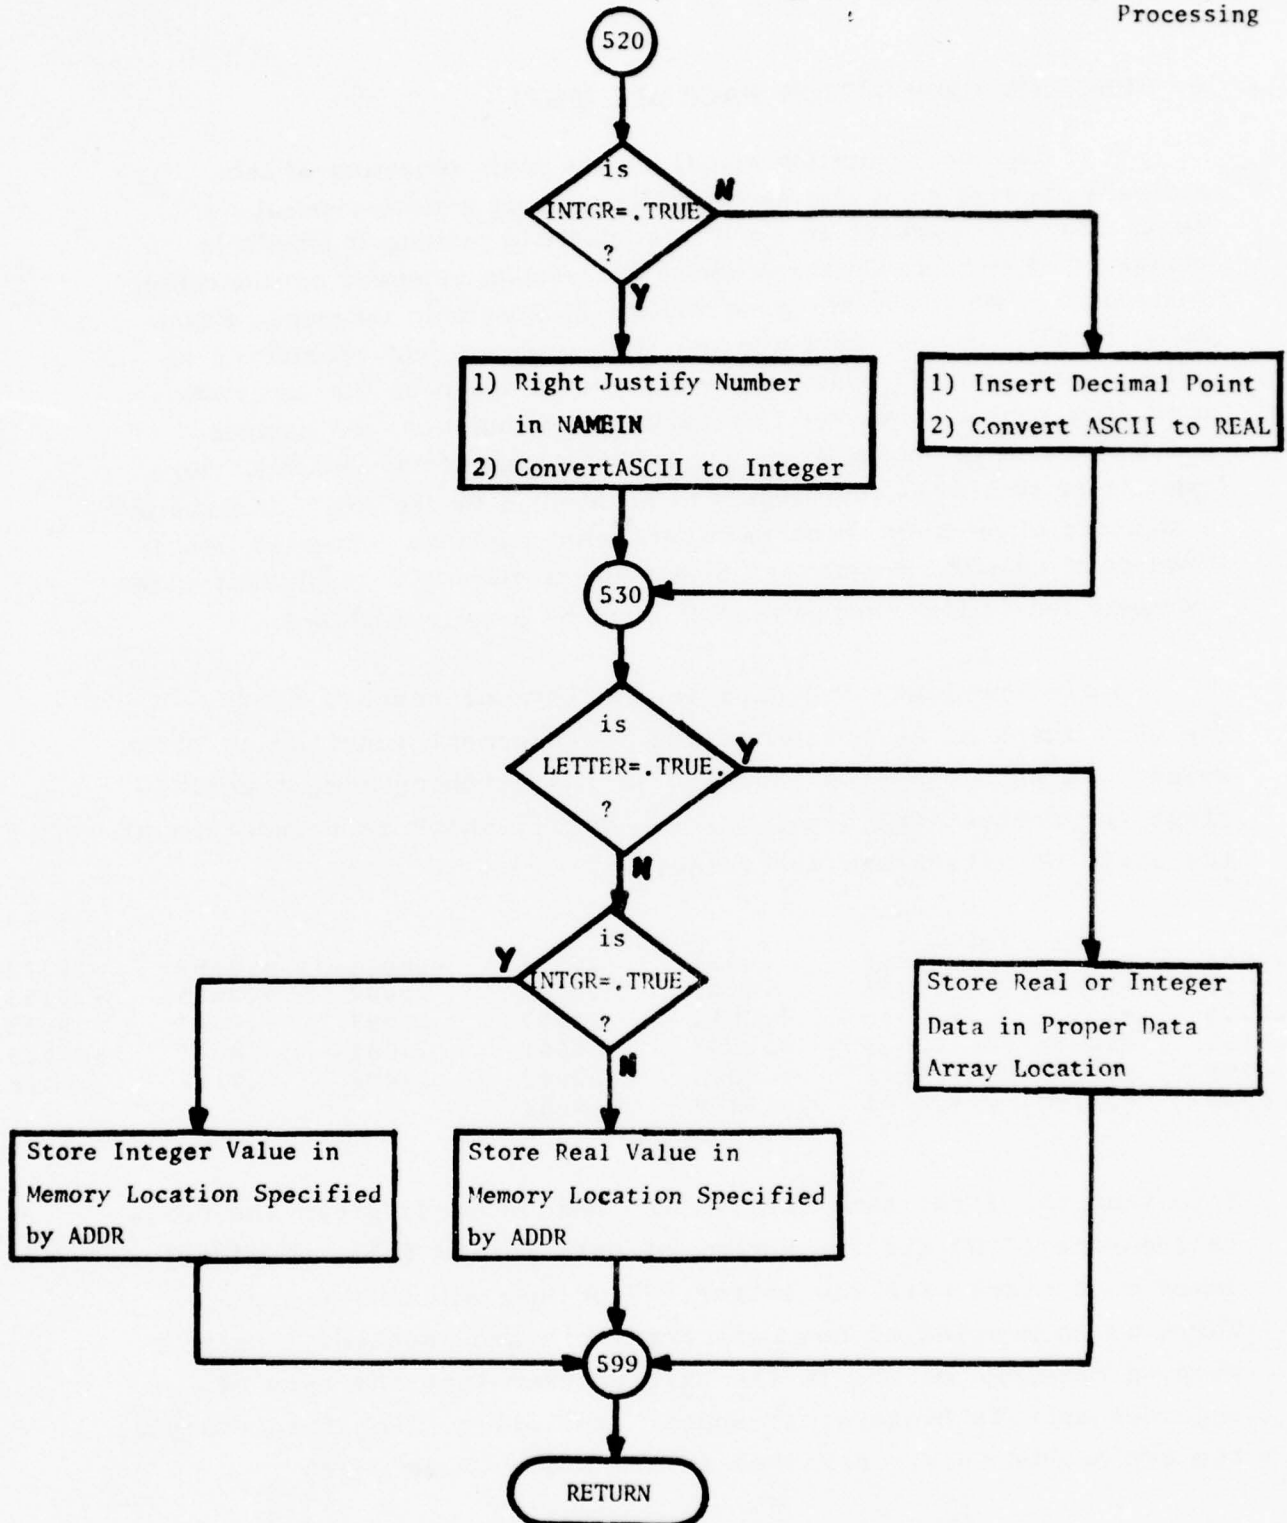 Processing
520
is
INTGR=.TRUE
?
N
Y
1) Right Justify Number
in NAMEIN
2) ConvertASCII to Integer
1) Insert Decimal Point
2) Convert ASCII to REAL
530
is
LETTER=.TRUE.
?
Y
N
is
INTGR=.TRUE.
?
Y
N
Store Real or Integer
Data in Proper Data
Array Location
Store Integer Value in
Memory Location Specified
by ADDR
Store Real Value in
Memory Location Specified
by ADDR
599
RETURN